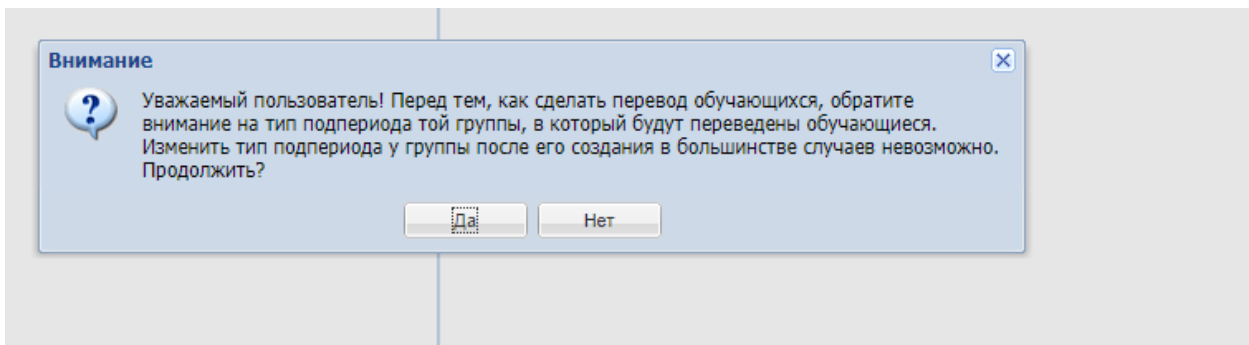 Внимание
Уважаемый пользователь! Перед тем, как сделать перевод обучающихся, обратите
внимание на тип подпериода той группы, в который будут переведены обучающиеся.
Изменить тип подпериода у группы после его создания в большинстве случаев невозможно.
Продолжить?
Да Нет